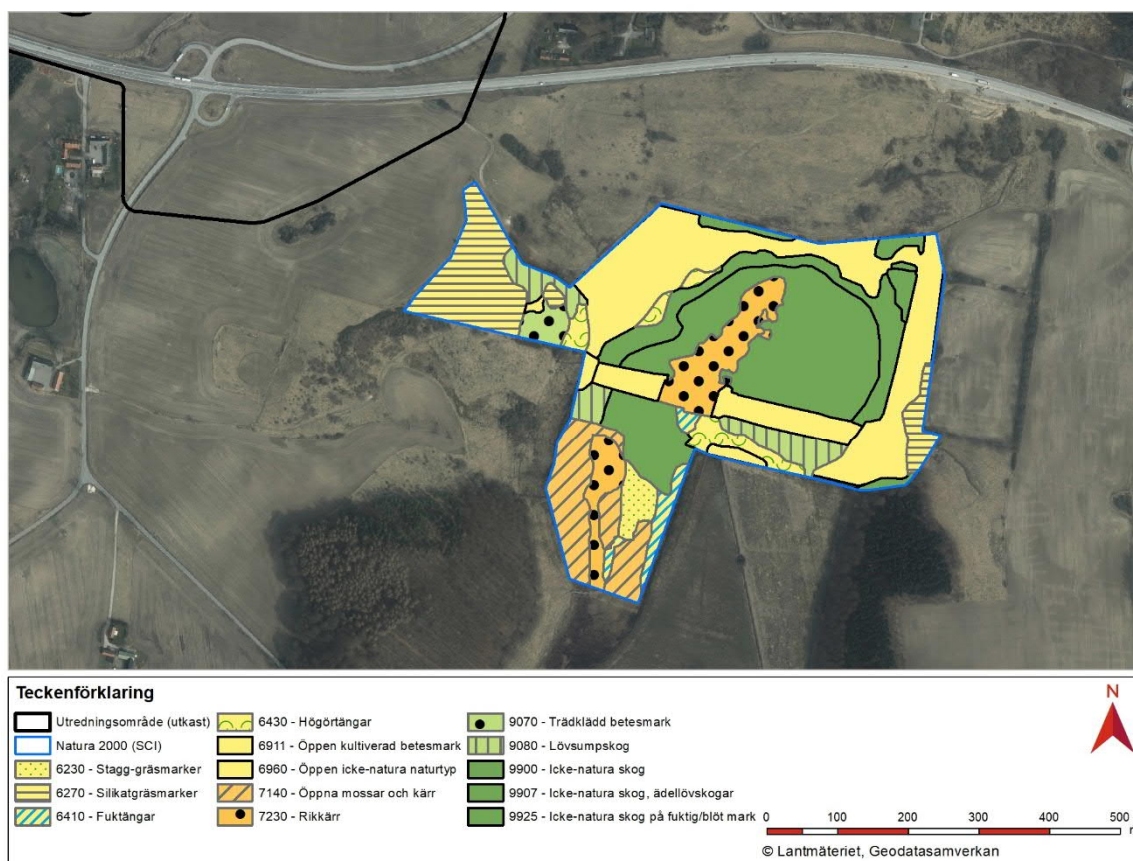 Teckenförklaring
Utredningsområde (utkast)
Natura 2000 (SCI)
6230 - Stagg-gräsmarker
6270 - Silikatgräsmarker
6410 - Fuktängar
6430 - Högörtängar
6911 - Öppen kultiverad betesmark
6960 - Öppen icke-natura naturtyp
7140 - Öppna mossar och kärr
7230 - Rikkärr
9070 - Trädklädd betesmark
9080 - Lövsumpskog
9900 - Icke-natura skog
9907 - Icke-natura skog, ädellövskogar
9925 - Icke-natura skog på fuktig/blöt mark
N
0 100 200 300 400 500
© Lantmäteriet, Geodatasamverkan